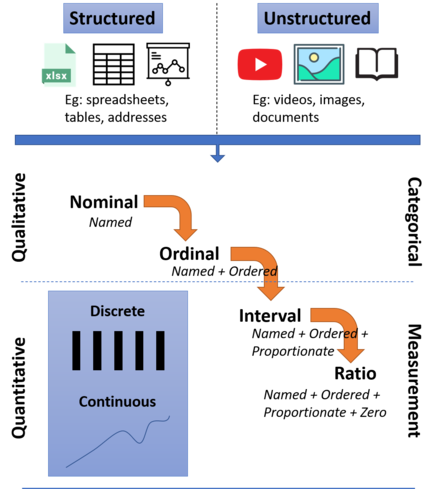 Structured
Unstructured
xlsx
Eg: spreadsheets,
tables, addresses
Eg: videos, images,
documents
Qualitative
Categorical
Nominal
Named
Ordinal
Named + Ordered
Quantitative
Measurement
Discrete
Continuous
Interval
Named + Ordered +
Proportionate
Ratio
Named + Ordered +
Proportionate + Zero